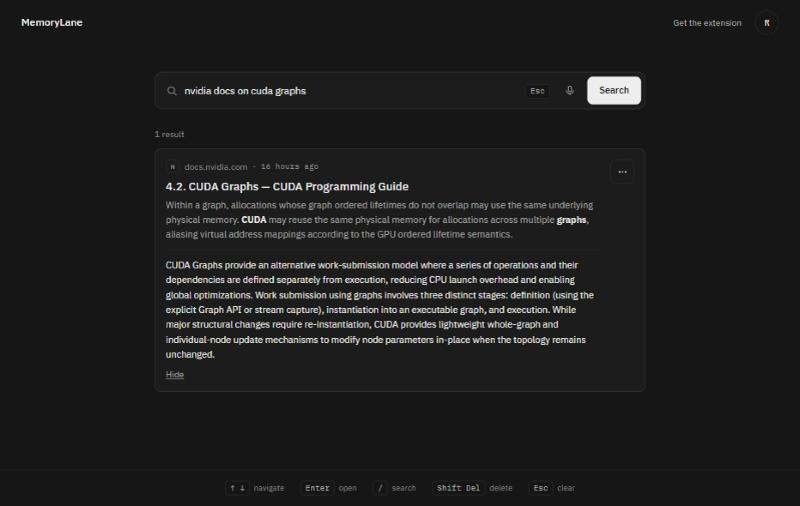 MemoryLane
Get the extension
R
nvidia docs on cuda graphs
Esc
Search
1 result
N docs.nvidia.com · 16 hours ago
...
4.2. CUDA Graphs — CUDA Programming Guide
Within a graph, allocations whose graph ordered lifetimes do not overlap may use the same underlying
physical memory. CUDA may reuse the same physical memory for allocations across multiple graphs,
aliasing virtual address mappings according to the GPU ordered lifetime semantics.
CUDA Graphs provide an alternative work-submission model where a series of operations and their
dependencies are defined separately from execution, reducing CPU launch overhead and enabling
global optimizations. Work submission using graphs involves three distinct stages: definition (using the
explicit Graph API or stream capture), instantiation into an executable graph, and execution. While
major structural changes require re-instantiation, CUDA provides lightweight whole-graph and
individual-node update mechanisms to modify node parameters in-place when the topology remains
unchanged.
Hide
↑ ↓ navigate Enter open / search Shift Del delete Esc clear